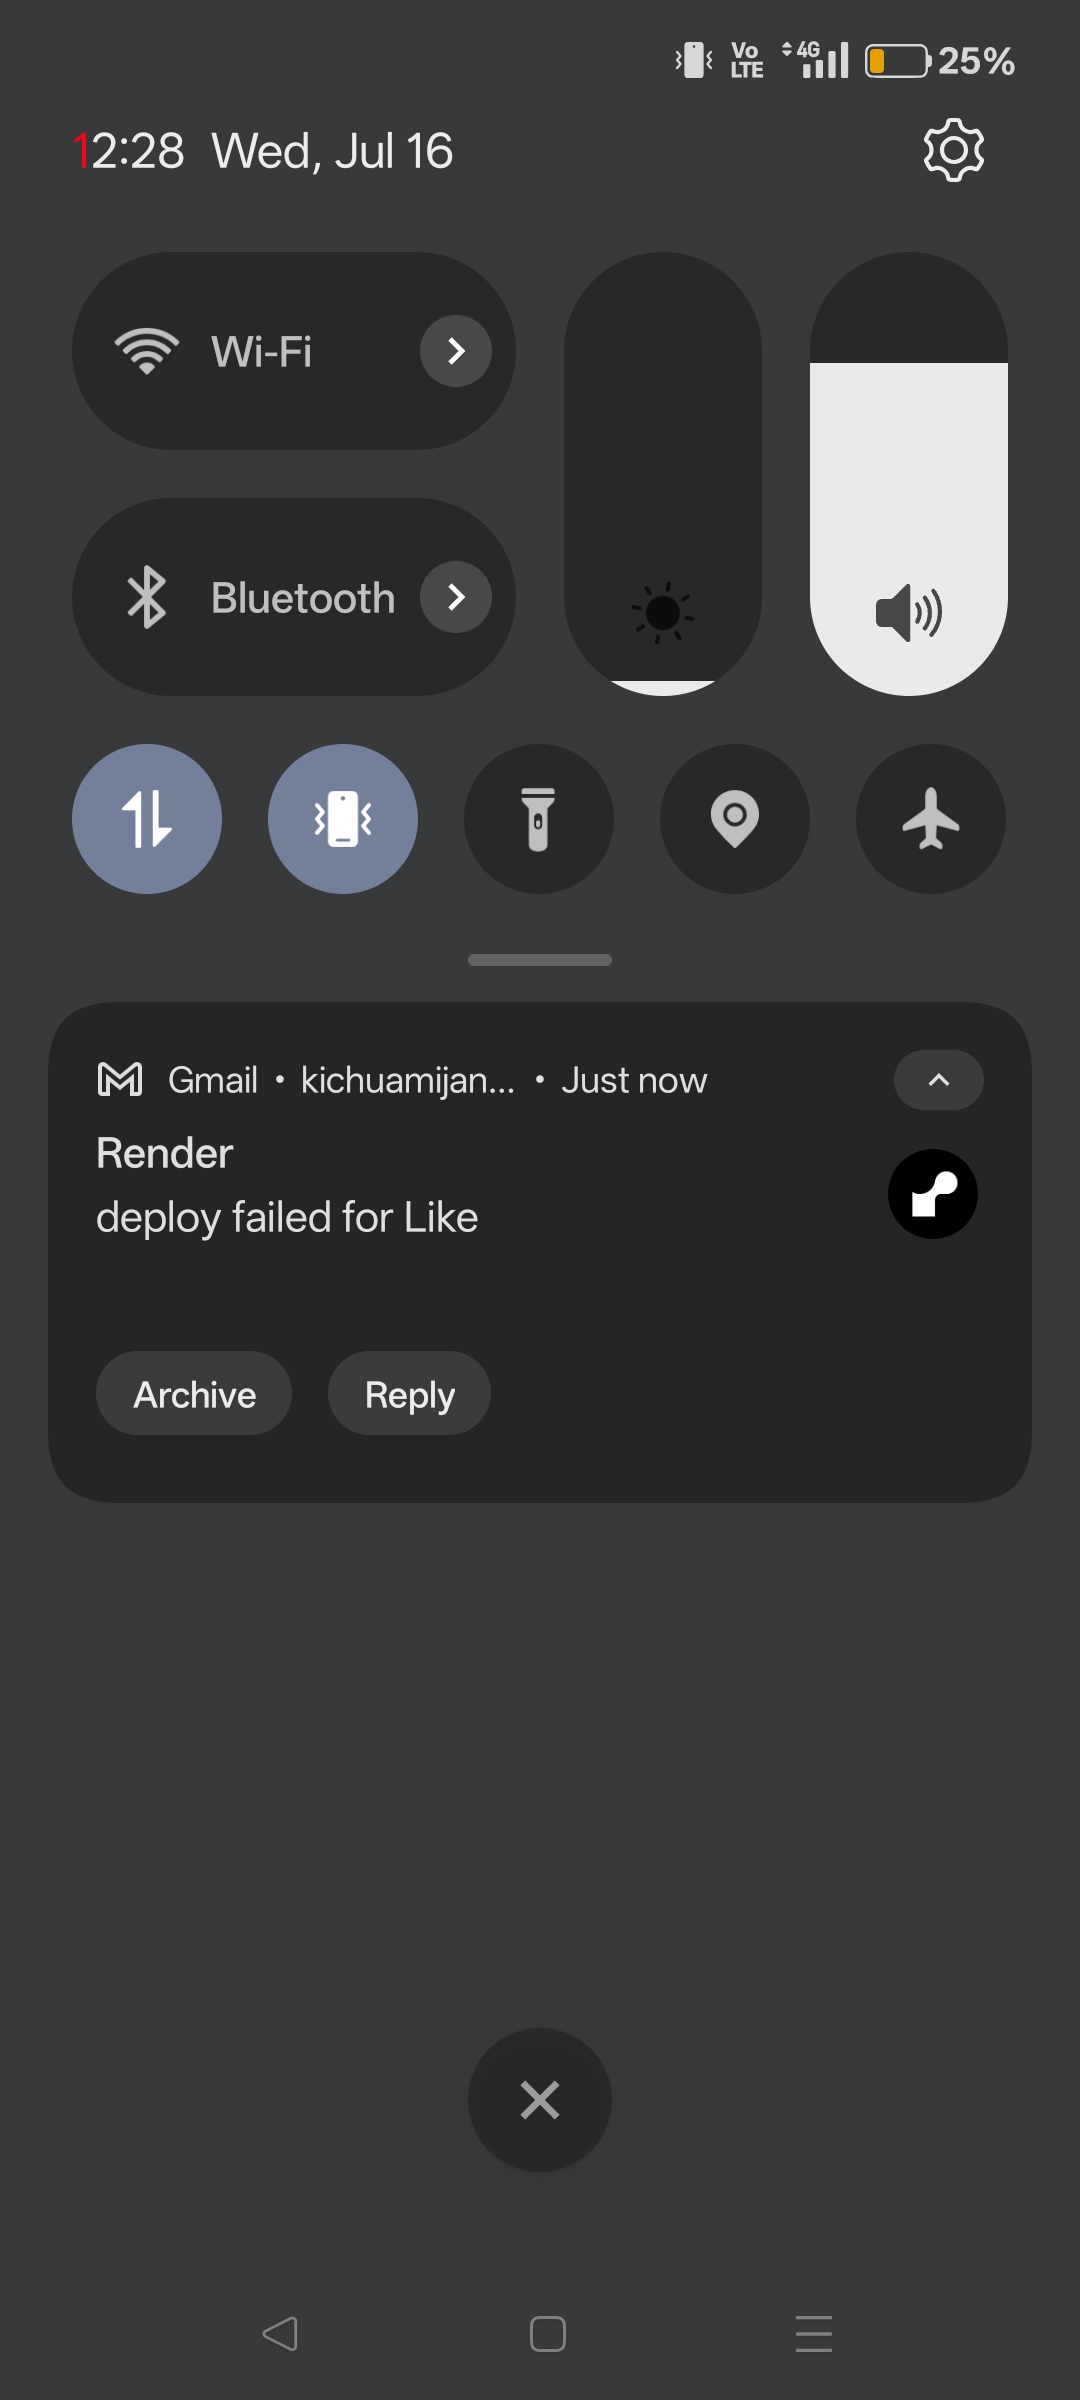 Vo
LTE
4G
25%
12:28 Wed, Jul 16
Wi-Fi
Bluetooth
Gmail • kichuamijan... • Just now
Render
deploy failed for Like
Archive
Reply